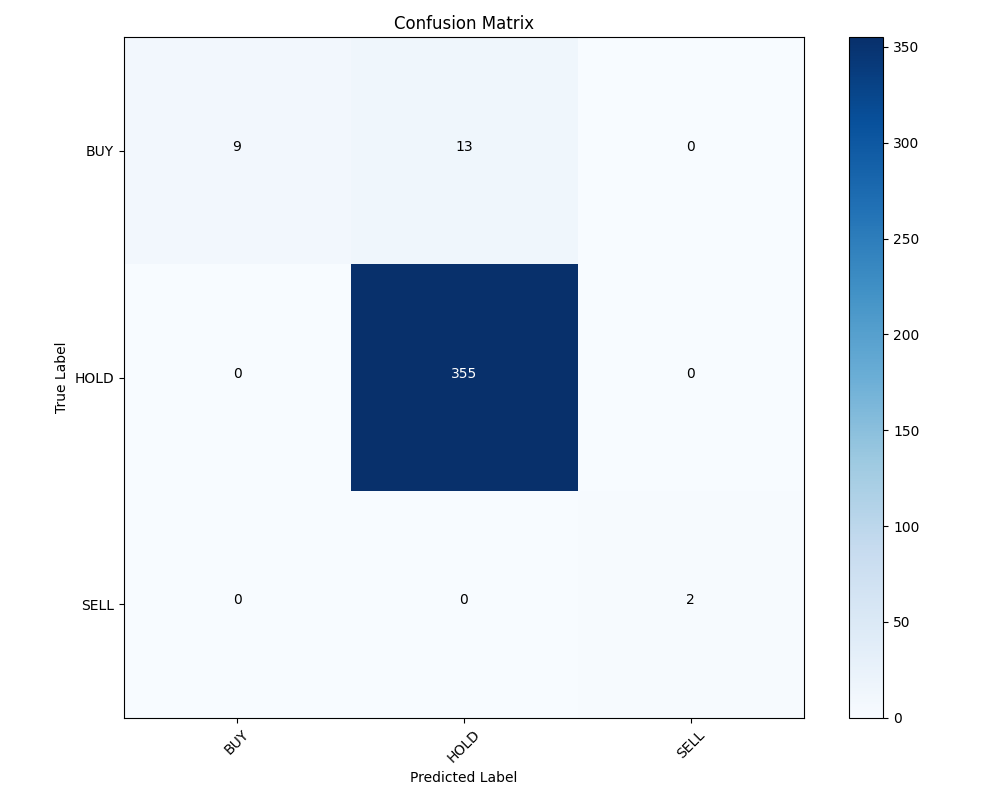 Confusion Matrix
BUY
HOLD
SELL
True Label
9 13 0
0 355 0
0 0 2
BUY HOLD SELL
Predicted Label
350
300
250
200
150
100
50
0